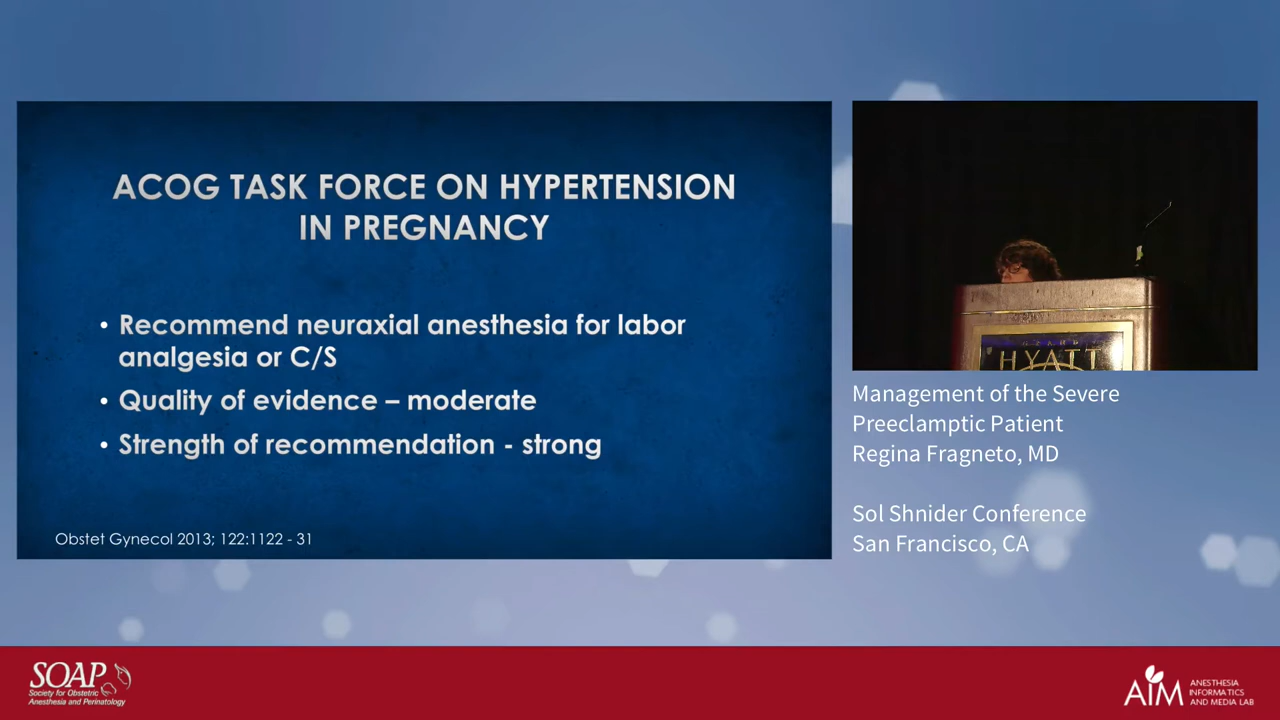 ACOG TASK FORCE ON HYPERTENSION
IN PREGNANCY
• Recommend neuraxial anesthesia for labor
analgesia or C/S
• Quality of evidence – moderate
• Strength of recommendation - strong
Obstet Gynecol 2013; 122:1122 - 31
HYATT
Management of the Severe
Preeclamptic Patient
Regina Fragneto, MD
Sol Shnider Conference
San Francisco, CA
SOAP
Society for Obstetric
Anesthesia and Perinatology
AIM
ANESTHESIA
INFORMATICS
AND MEDIA LAB